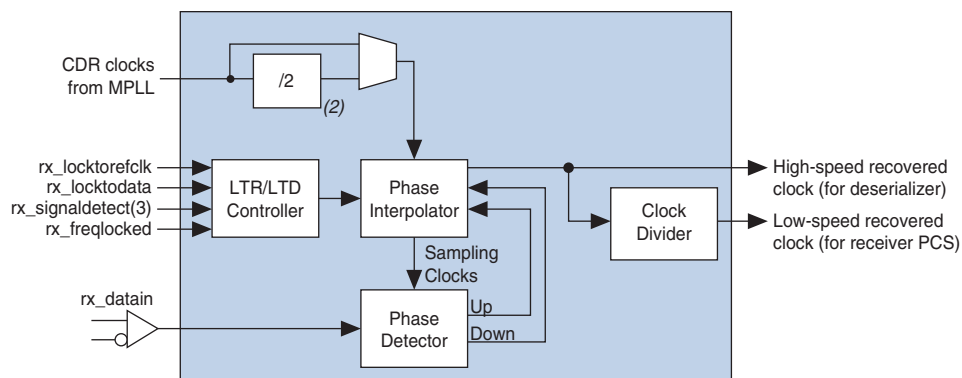 CDR clocks
from MPLL
/2
(2)
rx_locktorefclk
rx_locktodata
rx_signaldetect(3)
rx_freqlocked
LTR/LTD
Controller
Phase
Interpolator
High-speed recovered
clock (for deserializer)
Clock
Divider
Low-speed recovered
clock (for receiver PCS)
Sampling
Clocks
rx_datain
Phase
Detector
Up
Down